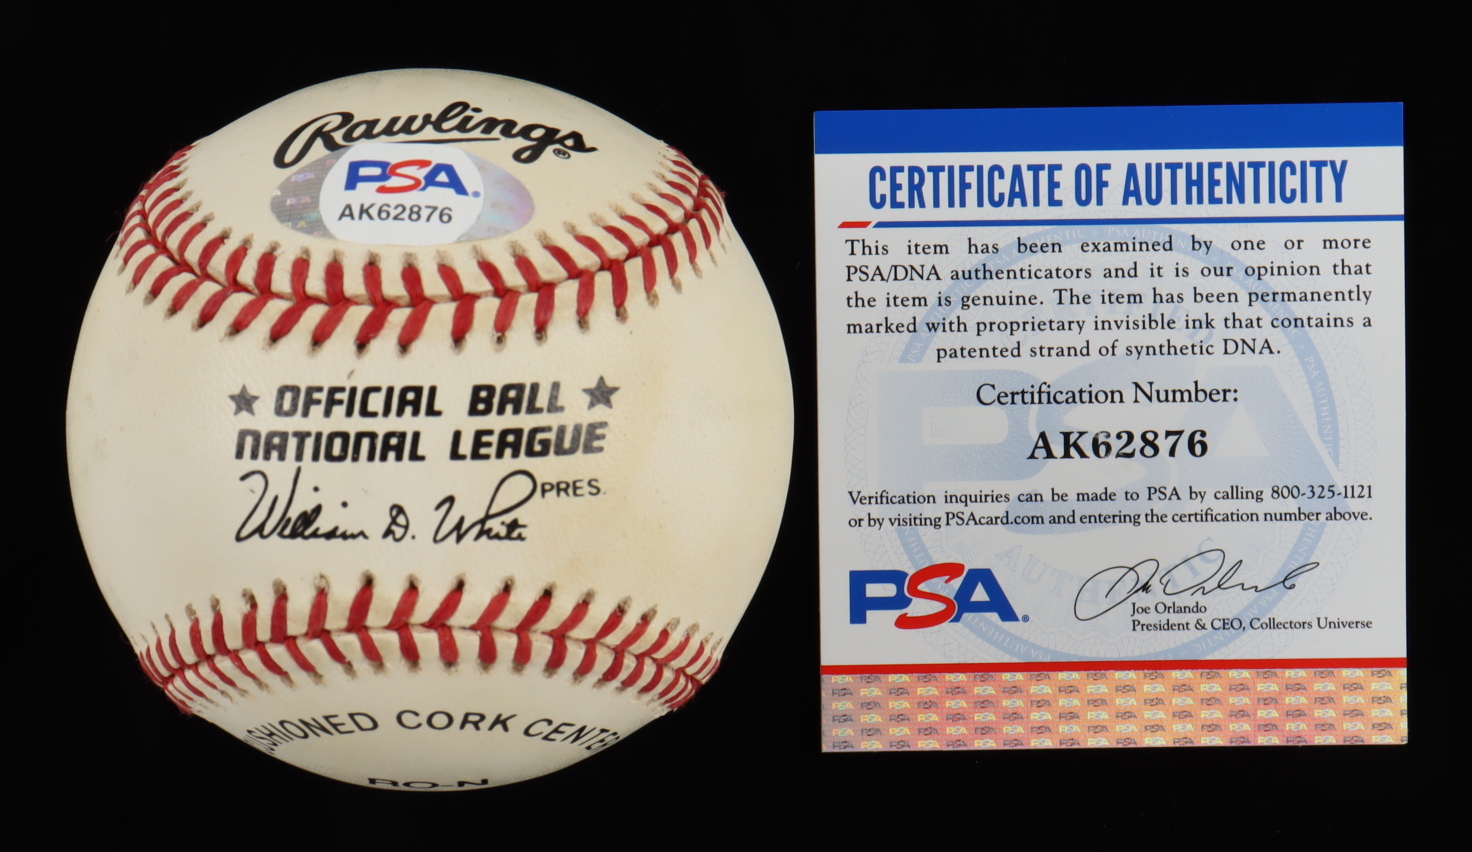 Rawlings®
PSA®
AK62876
★ OFFICIAL BALL ★
NATIONAL LEAGUE
William D. White PRES.
CORK
RO-N
CERTIFICATE OF AUTHENTICITY
This item has been examined by one or more
PSA/DNA authenticators and it is our opinion that
the item is genuine. The item has been permanently
marked with proprietary invisible ink that contains a
patented strand of synthetic DNA.
Certification Number:
AK62876
Verification inquiries can be made to PSA by calling 800-325-1121
or by visiting PSAcard.com and entering the certification number above.
PSA®
Joe Orlando
President & CEO, Collectors Universe